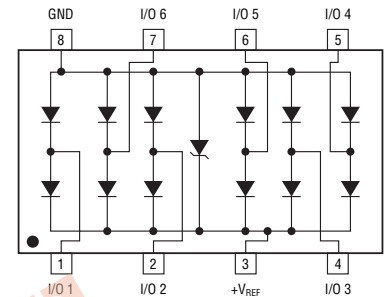 GND I/O 6 I/O 5 I/O 4
8 7 6 5
1 2 3 4
I/O 1 I/O 2 +VREF I/O 3